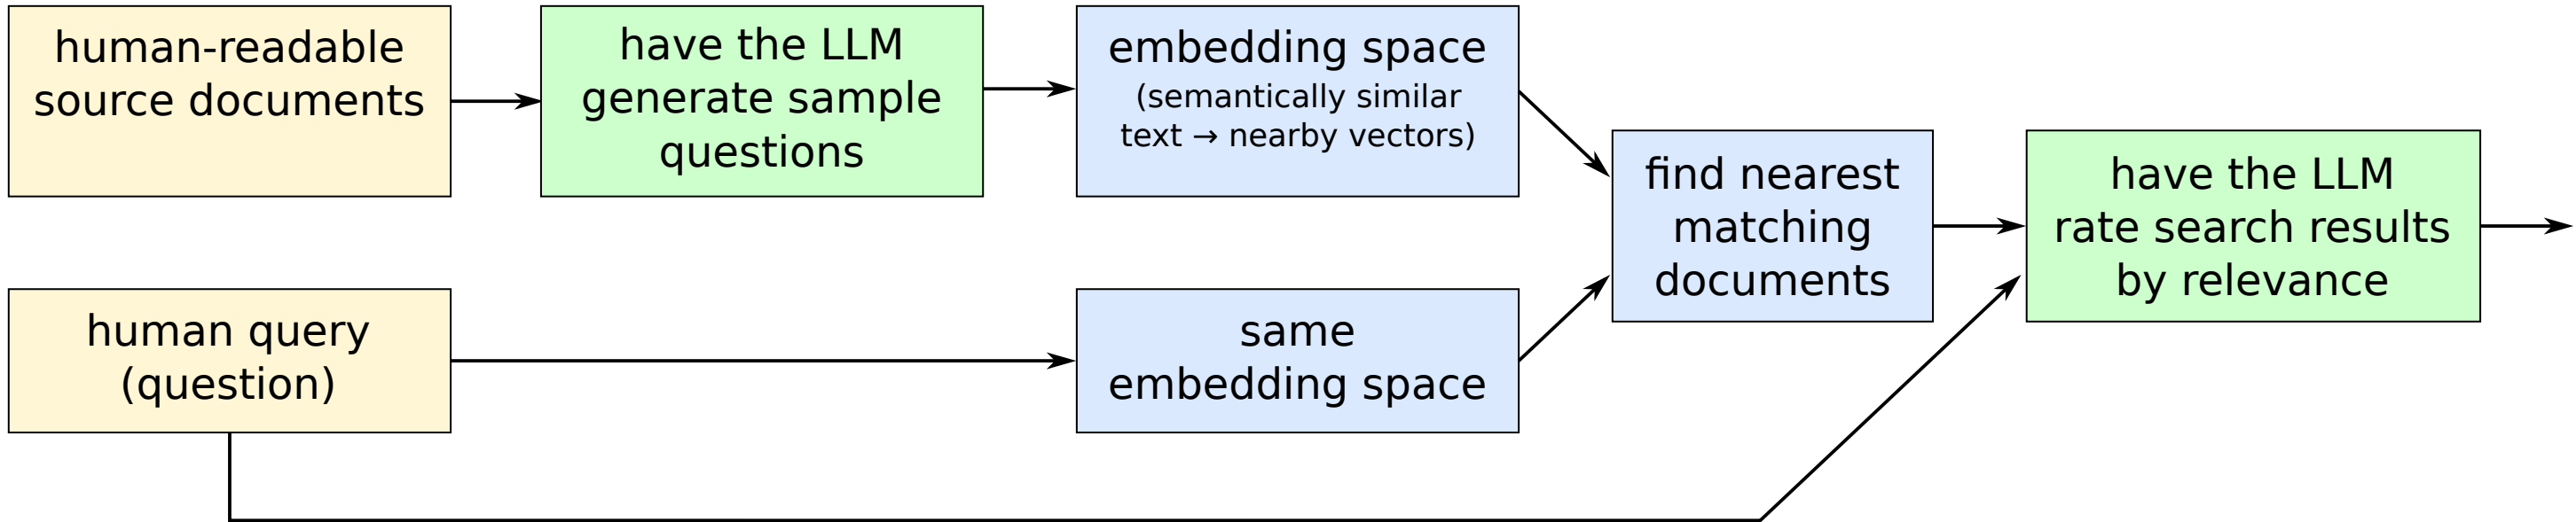 human-readable
source documents
have the LLM
generate sample
questions
embedding space
(semantically similar
text → nearby vectors)
find nearest
matching
documents
have the LLM
rate search results
by relevance
human query
(question)
same
embedding space